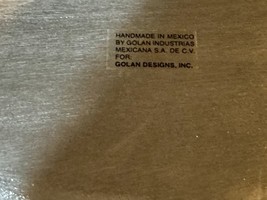 HANDMADE IN MEXICO
BY GOLAN INDUSTRIAS
MEXICANA S.A. DE C.V.
FOR:
GOLAN DESIGNS, INC.